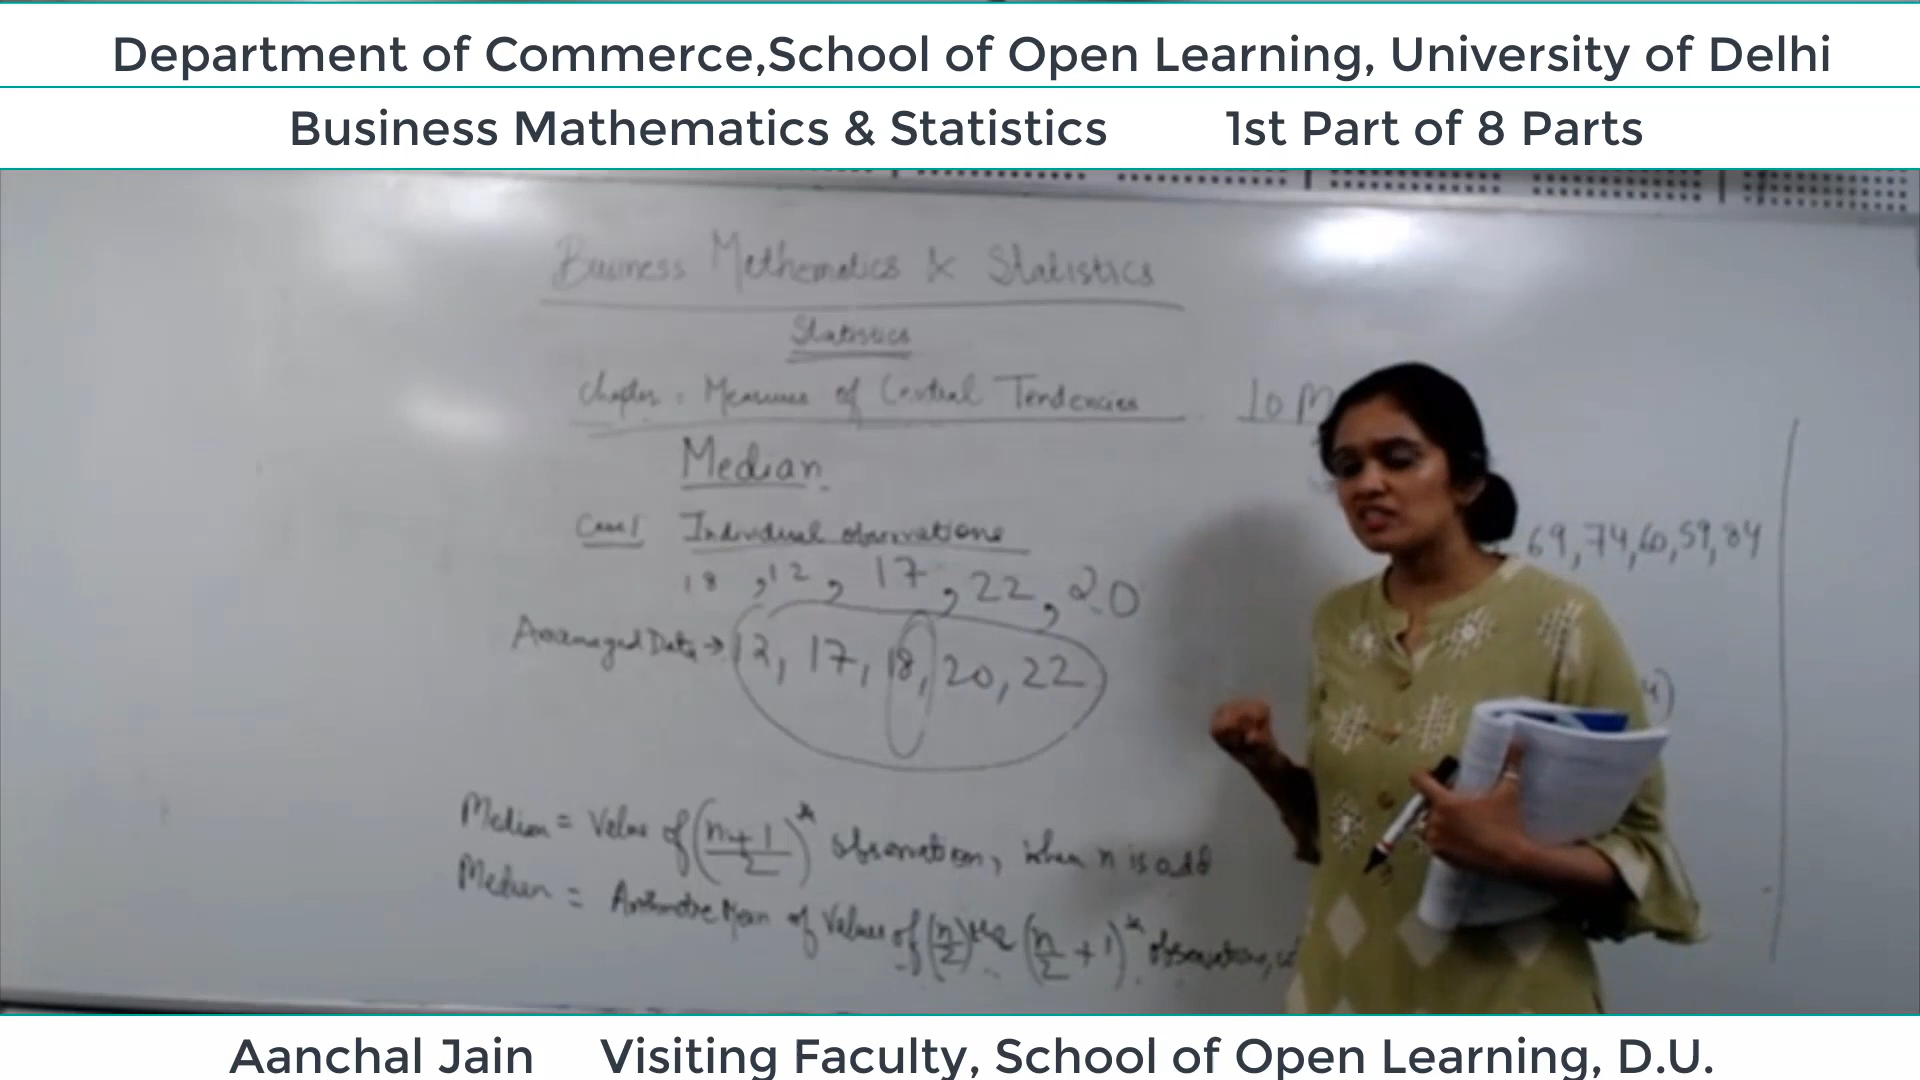 Department of Commerce,School of Open Learning, University of Delhi
Business Mathematics & Statistics 1st Part of 8 Parts
Business Mathematics & Statistics
Statistics
Chapter : Measures of Central Tendencies
10 M
Median
Case 1 Individual observations
18 , 12 , 17 , 22 , 20
69, 74, 60, 59, 84
Arranged Data → 12, 17, 18, 20, 22
Median = Value of (n+1/2)th observation, when n is odd
Median = Arithmetic Mean of Values of (n/2)th & (n/2 + 1)th observations,
Aanchal Jain Visiting Faculty, School of Open Learning, D.U.